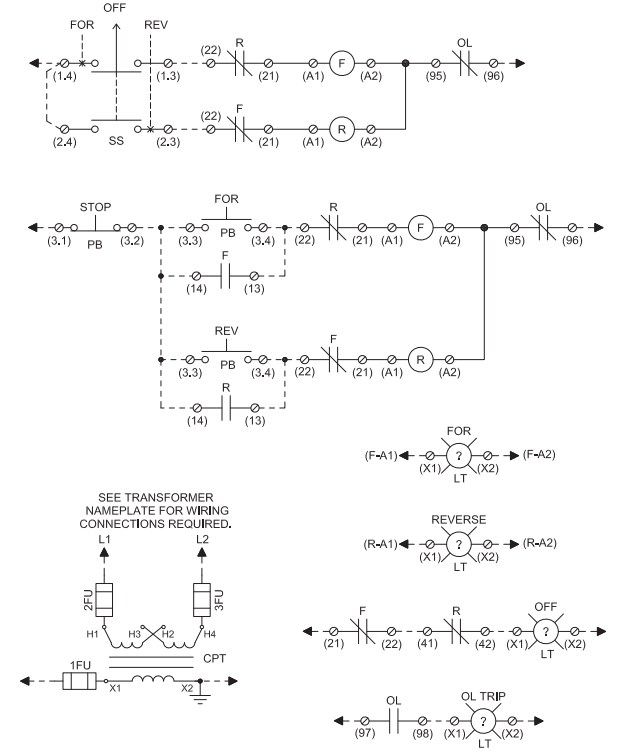 OFF
FOR REV
(22) R OL
(1.4) (1.3) (21) (A1) F (A2) (95) (96)
(22) F
(2.4) SS (2.3) (21) (A1) R (A2)
STOP FOR R OL
(3.1) PB (3.2) (3.3) PB (3.4) (22) (21) (A1) F (A2) (95) (96)
F
(14) (13)
REV F
(3.3) PB (3.4) (22) (21) (A1) R (A2)
R
(14) (13)
FOR
(F-A1) (X1) ? (X2) (F-A2)
LT
SEE TRANSFORMER
NAMEPLATE FOR WIRING
CONNECTIONS REQUIRED.
L1 L2
2FU 3FU
H1 H3 H2 H4
CPT
1FU
X1 X2
REVERSE
(R-A1) (X1) ? (X2) (R-A2)
LT
F R OFF
(21) (22) (41) (42) (X1) ? (X2)
LT
OL OL TRIP
(97) (98) (X1) ? (X2)
LT